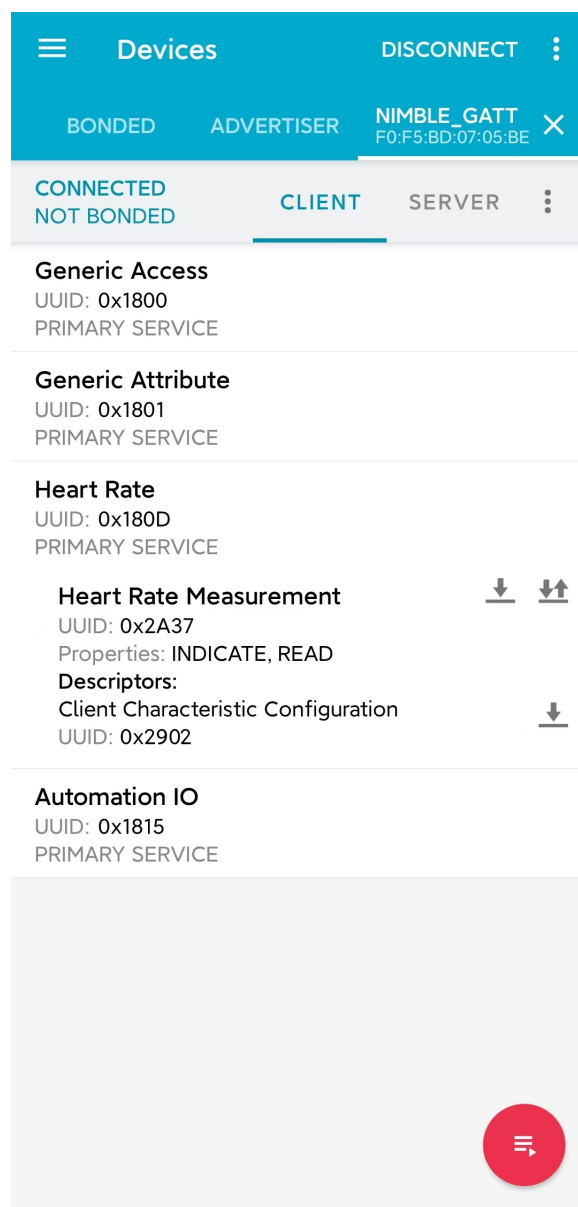 Devices
DISCONNECT
BONDED
ADVERTISER
NIMBLE_GATT
F0:F5:BD:07:05:BE
CONNECTED
NOT BONDED
CLIENT
SERVER
Generic Access
UUID: 0x1800
PRIMARY SERVICE
Generic Attribute
UUID: 0x1801
PRIMARY SERVICE
Heart Rate
UUID: 0x180D
PRIMARY SERVICE
Heart Rate Measurement
UUID: 0x2A37
Properties: INDICATE, READ
Descriptors:
Client Characteristic Configuration
UUID: 0x2902
Automation IO
UUID: 0x1815
PRIMARY SERVICE